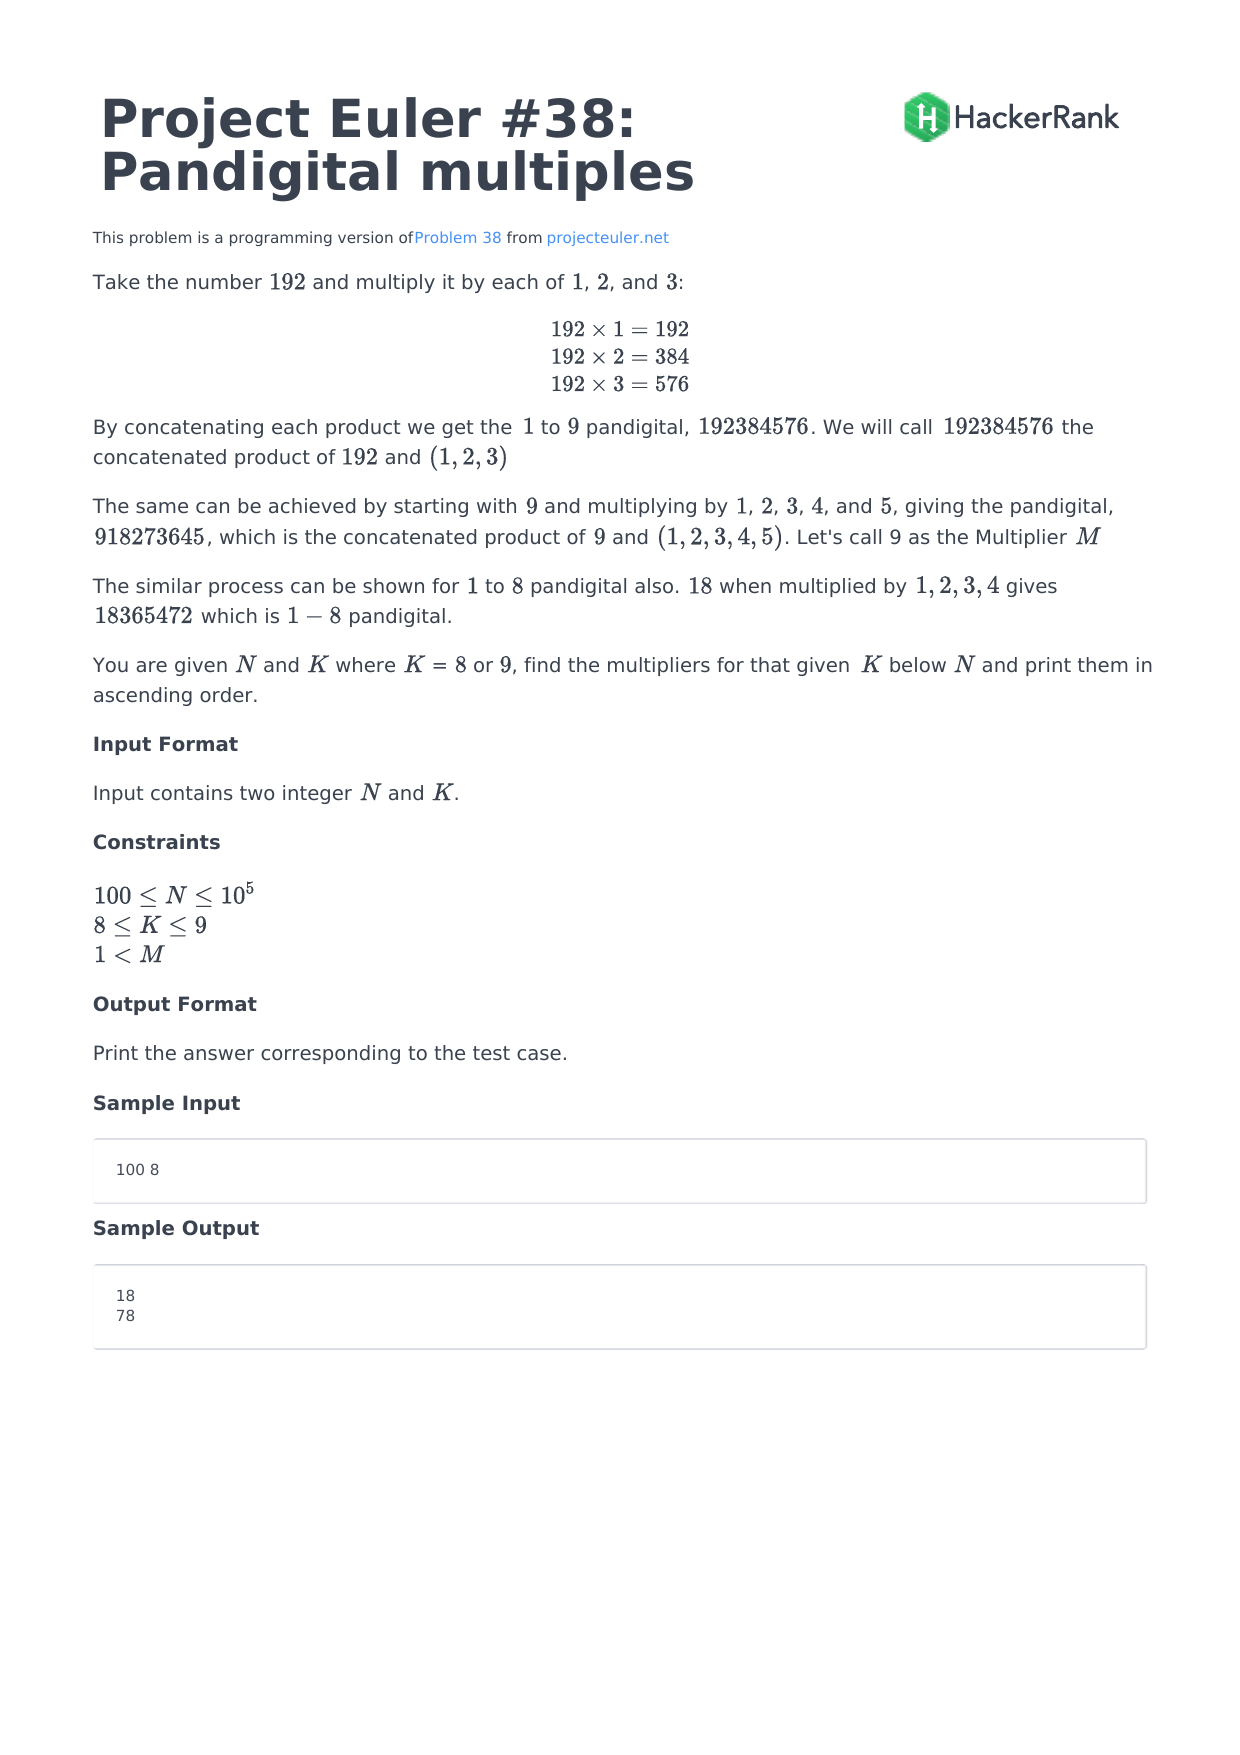 Project Euler #38:
Pandigital multiples
HackerRank
This problem is a programming version ofProblem 38 from projecteuler.net
Take the number 192 and multiply it by each of 1, 2, and 3:
192 × 1 = 192
192 × 2 = 384
192 × 3 = 576
By concatenating each product we get the 1 to 9 pandigital, 192384576. We will call 192384576 the
concatenated product of 192 and (1, 2, 3)
The same can be achieved by starting with 9 and multiplying by 1, 2, 3, 4, and 5, giving the pandigital,
918273645, which is the concatenated product of 9 and (1, 2, 3, 4, 5). Let's call 9 as the Multiplier M
The similar process can be shown for 1 to 8 pandigital also. 18 when multiplied by 1, 2, 3, 4 gives
18365472 which is 1 − 8 pandigital.
You are given N and K where K = 8 or 9, find the multipliers for that given K below N and print them in
ascending order.
Input Format
Input contains two integer N and K.
Constraints
100 ≤ N ≤ 10⁵
8 ≤ K ≤ 9
1 < M
Output Format
Print the answer corresponding to the test case.
Sample Input
100 8
Sample Output
18
78